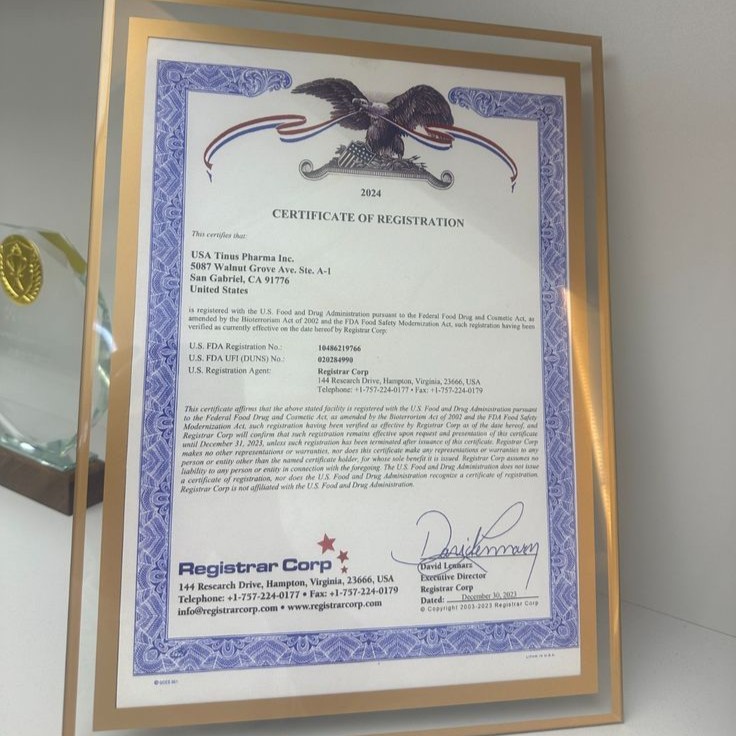 2024
CERTIFICATE OF REGISTRATION
This certifies that:
USA Tinus Pharma Inc.
5087 Walnut Grove Ave. Ste. A-1
San Gabriel, CA 91776
United States
is registered with the U.S. Food and Drug Administration pursuant to the Federal Food Drug and Cosmetic Act, as
amended by the Bioterrorism Act of 2002 and the FDA Food Safety Modernization Act, such registration having been
verified as currently effective on the date hereof by Registrar Corp:
U.S. FDA Registration No.: 10486219766
U.S. FDA UFI (DUNS) No.: 020284990
U.S. Registration Agent: Registrar Corp
144 Research Drive, Hampton, Virginia, 23666, USA
Telephone: +1-757-224-0177 • Fax: +1-757-224-0179
This certificate affirms that the above stated facility is registered with the U.S. Food and Drug Administration pursuant
to the Federal Food Drug and Cosmetic Act, as amended by the Bioterrorism Act of 2002 and the FDA Food Safety
Modernization Act, such registration having been verified as effective by Registrar Corp as of the date hereof, and
Registrar Corp will confirm that such registration remains effective upon request and presentation of this certificate
until December 31, 2023, unless such registration has been terminated after issuance of this certificate. Registrar Corp
makes no other representations or warranties, nor does this certificate make any representations or warranties to any
person or entity other than the named certificate holder, for whose sole benefit it is issued. Registrar Corp assumes no
liability to any person or entity in connection with the foregoing. The U.S. Food and Drug Administration does not issue
a certificate of registration, nor does the U.S. Food and Drug Administration recognize a certificate of registration.
Registrar Corp is not affiliated with the U.S. Food and Drug Administration.
Registrar Corp
144 Research Drive, Hampton, Virginia, 23666, USA
Telephone: +1-757-224-0177 • Fax: +1-757-224-0179
info@registrarcorp.com • www.registrarcorp.com
David Lennarz
Executive Director
Registrar Corp
Dated: December 30, 2023
© Copyright 2003-2023 Registrar Corp